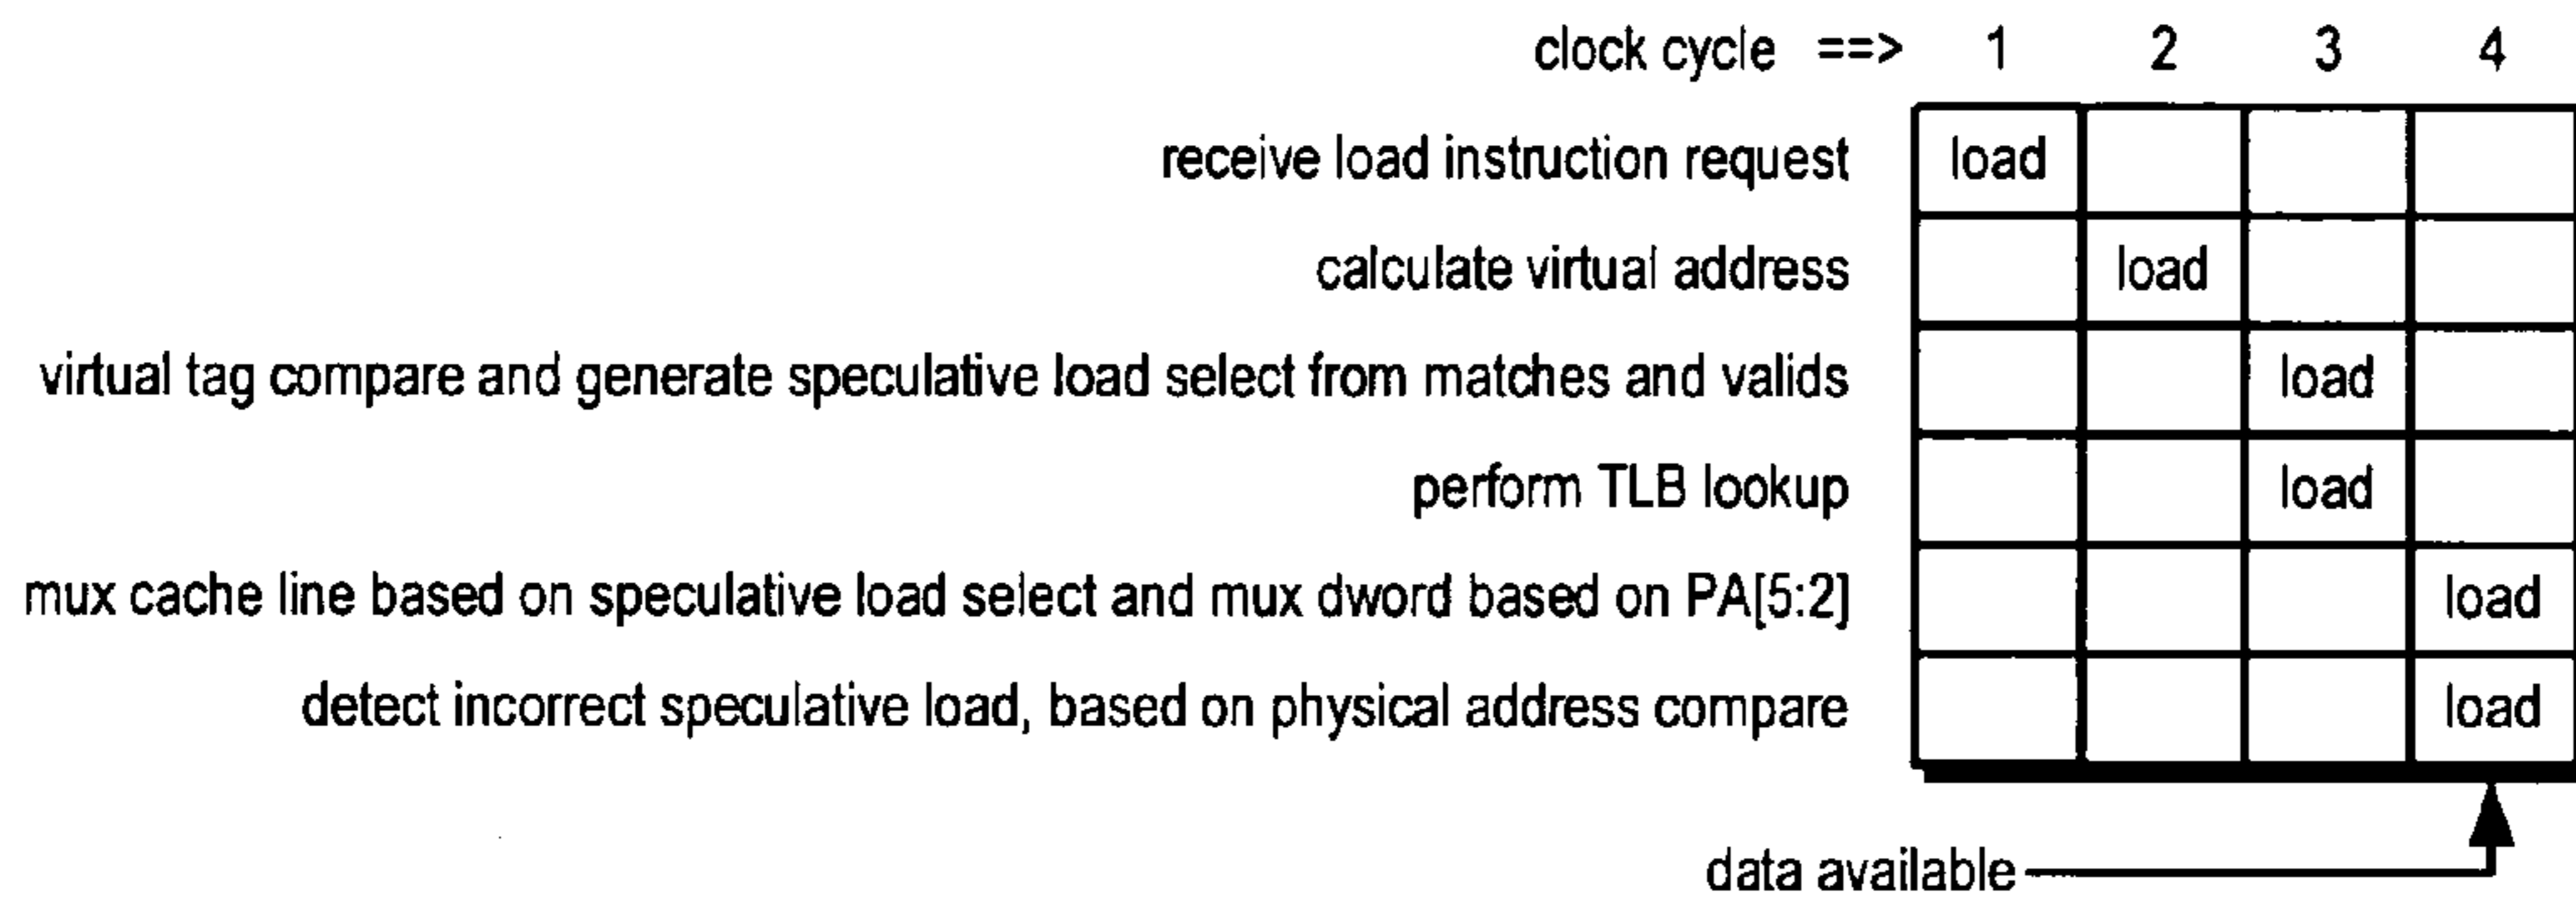 clock cycle ==> 1 2 3 4
receive load instruction request load
calculate virtual address load
virtual tag compare and generate speculative load select from matches and valids load
perform TLB lookup load
mux cache line based on speculative load select and mux dword based on PA[5:2] load
detect incorrect speculative load, based on physical address compare load
data available